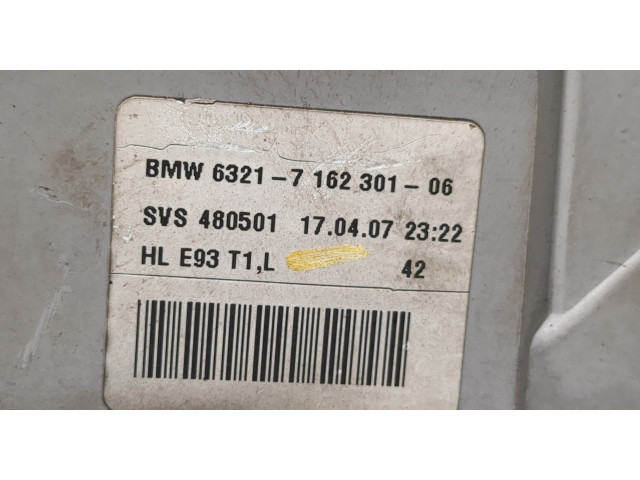 BMW 6321-7 162 301-06
SVS 480501 17.04.07 23:22
HL E93 T1,L 42